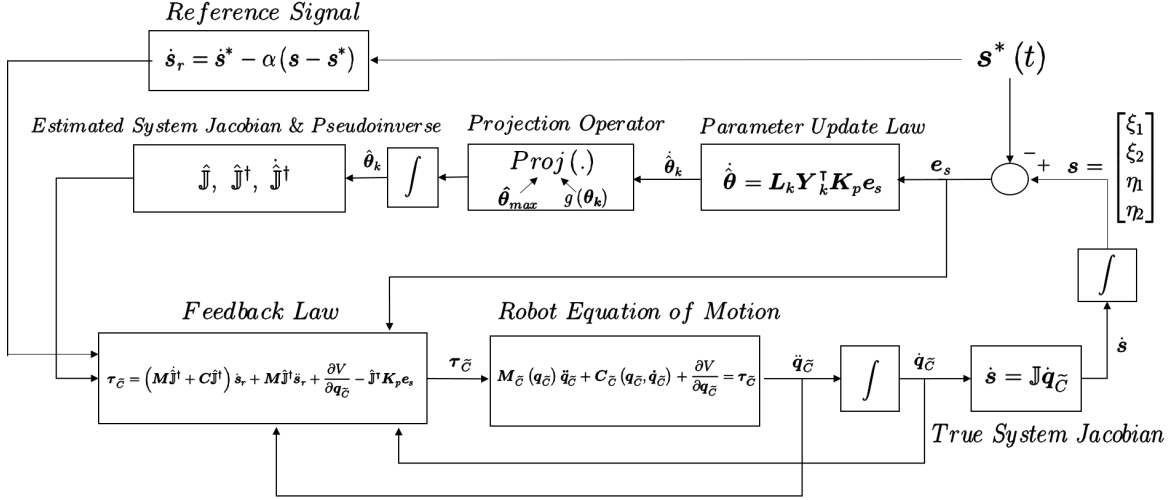 Reference Signal
ṡ_r = ṡ* − α(s − s*)
s*(t)
Estimated System Jacobian & Pseudoinverse
Projection Operator
Parameter Update Law
𝕁̂, 𝕁̂†, 𝕁̂̇†
θ̂_k
∫
Proj(.)
θ̂_max g(θ_k)
θ̂̇_k
θ̂̇ = L_k Y_k^⊺ K_p e_s
e_s
−
+
s = [ξ1
ξ2
η1
η2]
∫
ṡ
Feedback Law
τ_C̃ = (M𝕁̂̇† + C𝕁̂†) ṡ_r + M𝕁̂† s̈_r + ∂V/∂q_C̃ − 𝕁̂^⊺ K_p e_s
τ_C̃
Robot Equation of Motion
M_C̃(q_C̃) q̈_C̃ + C_C̃(q_C̃, q̇_C̃) + ∂V/∂q_C̃ = τ_C̃
q̈_C̃
∫
q̇_C̃
ṡ = 𝕁q̇_C̃
True System Jacobian